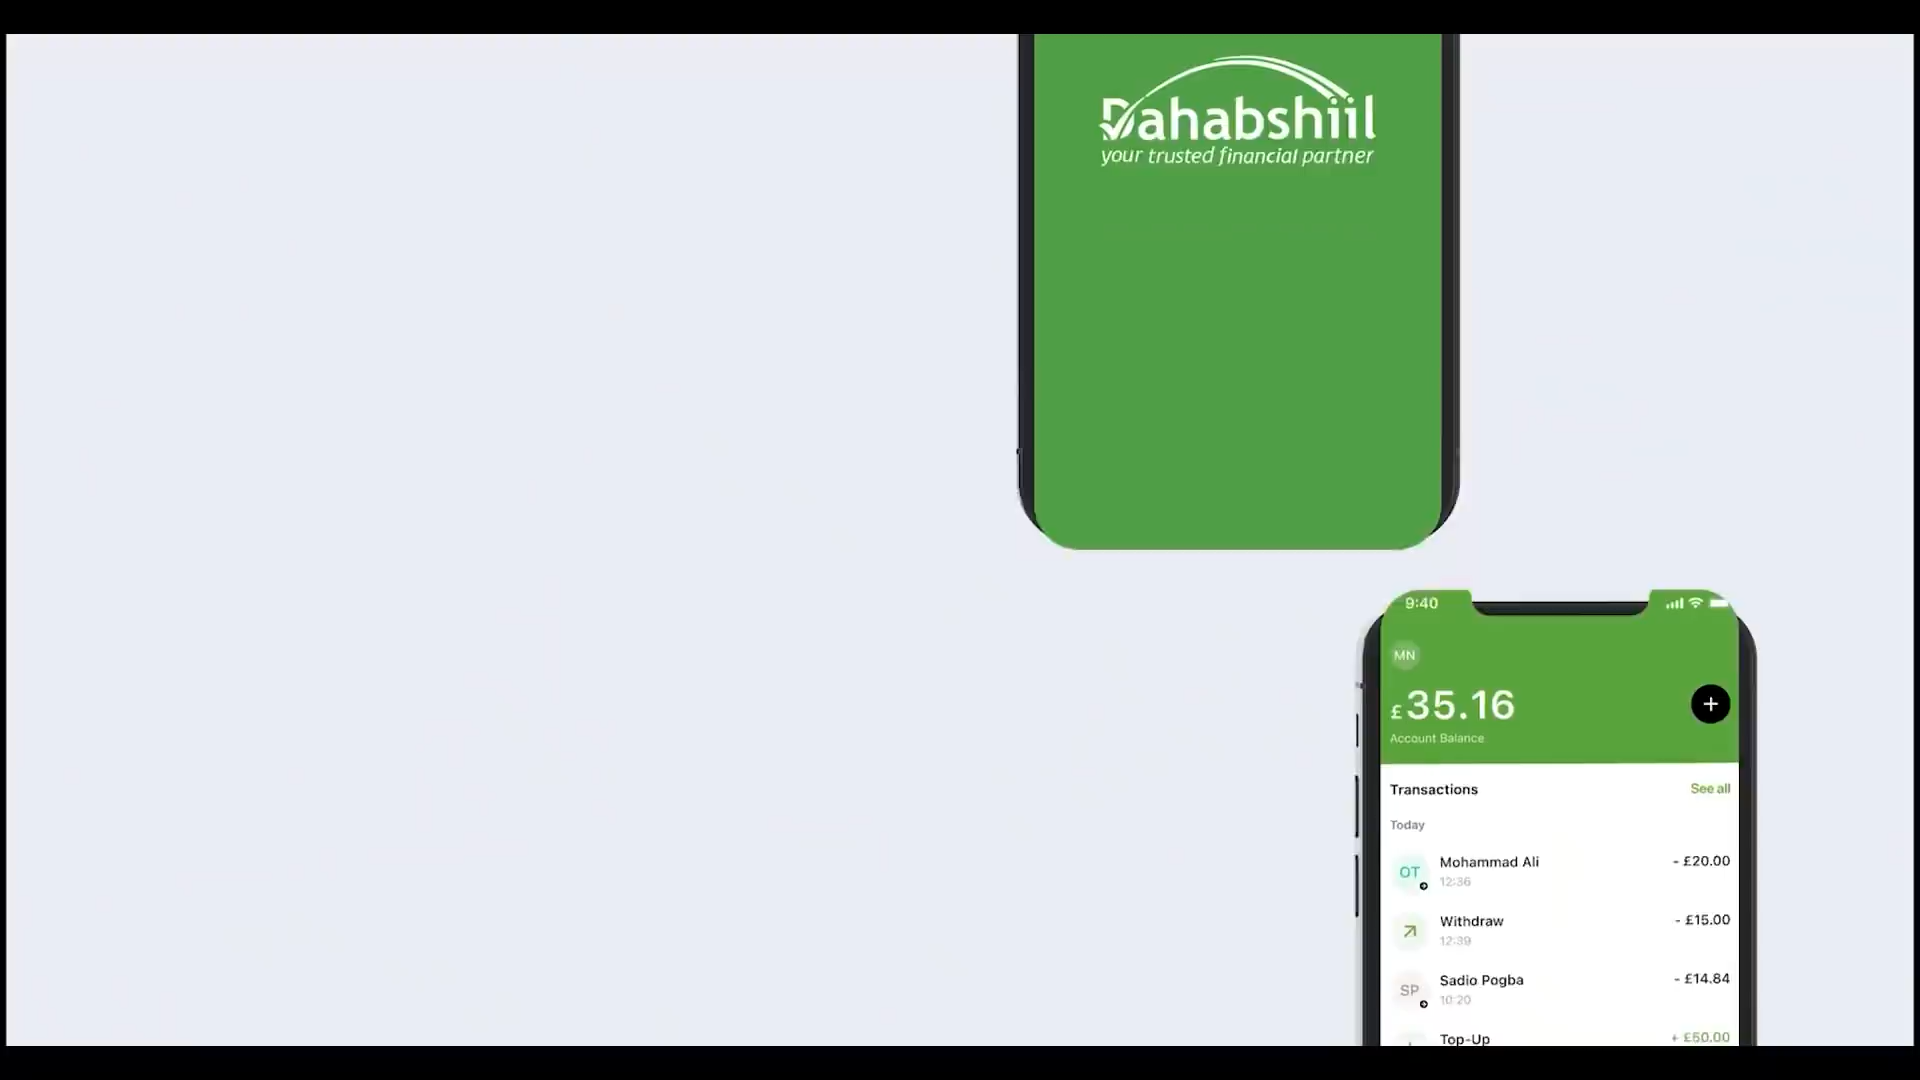 Dahabshiil
your trusted financial partner
9:40
MN
£35.16
+
Account Balance
Transactions
See all
Today
OT
Mohammad Ali
- £20.00
12:36
Withdraw
- £15.00
12:39
SP
Sadio Pogba
- £14.84
10:20
Top-Up
+ £50.00